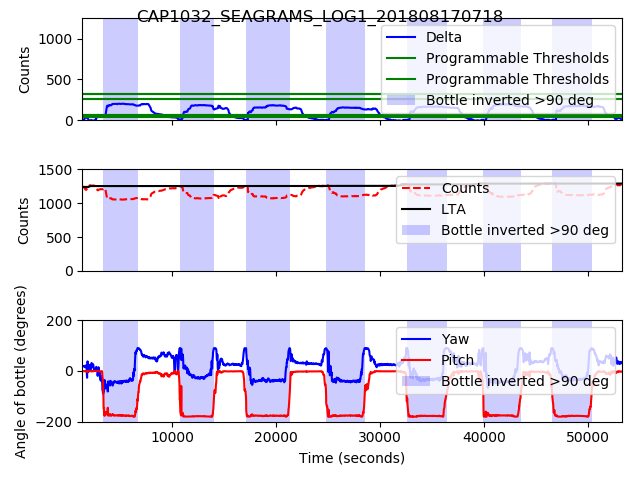 CAP1032_SEAGRAMS_LOG1_201808170718
1000
500
0
Counts
Delta
Programmable Thresholds
Programmable Thresholds
Bottle inverted >90 deg
1500
1000
500
0
Counts
Counts
LTA
Bottle inverted >90 deg
200
0
−200
Angle of bottle (degrees)
Yaw
Pitch
Bottle inverted >90 deg
10000 20000 30000 40000 50000
Time (seconds)